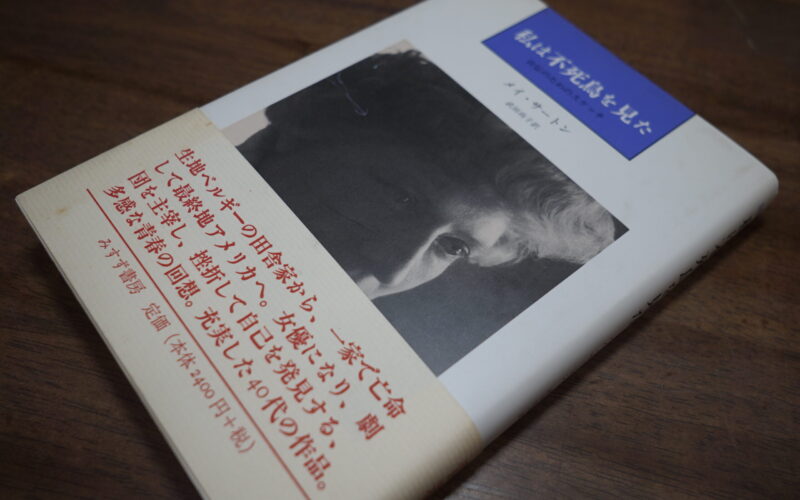 私は不死鳥を見た
メイ・サートン
生地ベルギーの田舎家から、一家で亡命
して最終地アメリカへ。女優になり、劇
団を主宰し、挫折して自己を発見する、
多感な青春の回想。充実した40代の作品。
みすず書房 定価（本体2400円+税）